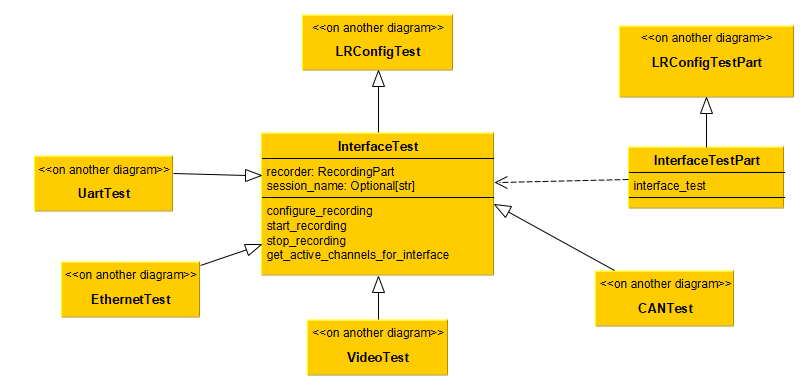 <<on another diagram>>
LRConfigTest
<<on another diagram>>
LRConfigTestPart
InterfaceTest
recorder: RecordingPart
session_name: Optional[str]
configure_recording
start_recording
stop_recording
get_active_channels_for_interface
InterfaceTestPart
interface_test
<<on another diagram>>
UartTest
<<on another diagram>>
EthernetTest
<<on another diagram>>
CANTest
<<on another diagram>>
VideoTest